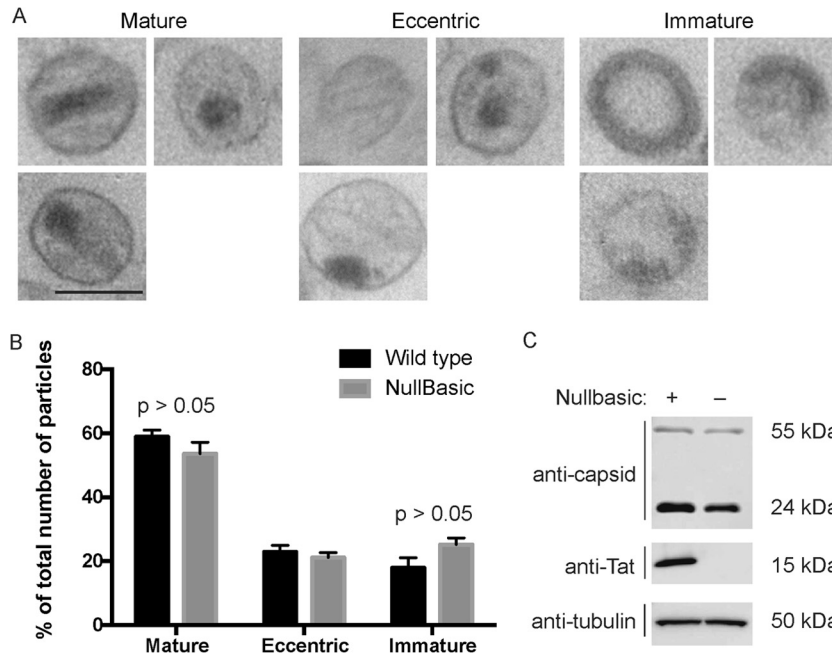 A
Mature
Eccentric
Immature
B
% of total number of particles
80
60
40
20
0
p > 0.05
p > 0.05
Wild type
NullBasic
Mature
Eccentric
Immature
C
Nullbasic: + –
anti-capsid
55 kDa
24 kDa
anti-Tat
15 kDa
anti-tubulin
50 kDa